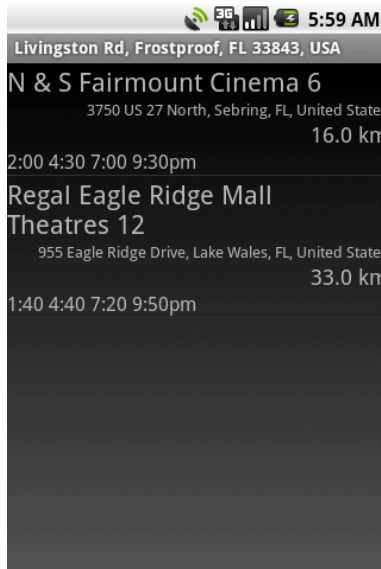 3G
5:59 AM
Livingston Rd, Frostproof, FL 33843, USA
N & S Fairmount Cinema 6
3750 US 27 North, Sebring, FL, United State
16.0 km
2:00 4:30 7:00 9:30pm
Regal Eagle Ridge Mall
Theatres 12
955 Eagle Ridge Drive, Lake Wales, FL, United State
33.0 km
1:40 4:40 7:20 9:50pm